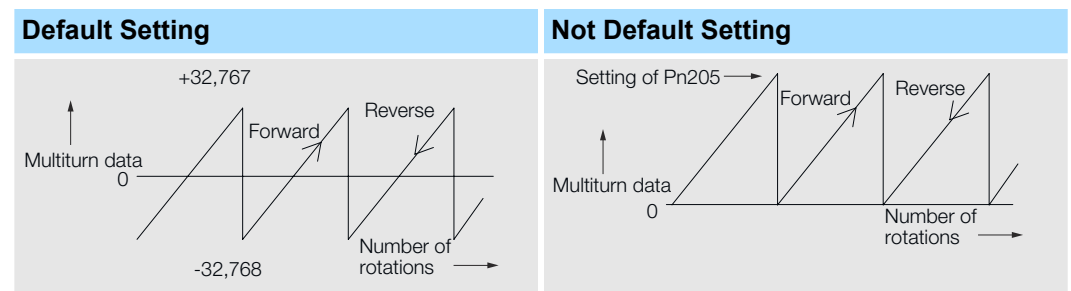 Default Setting
+32,767
Reverse
Forward
Multiturn data
0
Number of
rotations
-32,768
Not Default Setting
Setting of Pn205
Forward
Reverse
Multiturn data
0
Number of
rotations